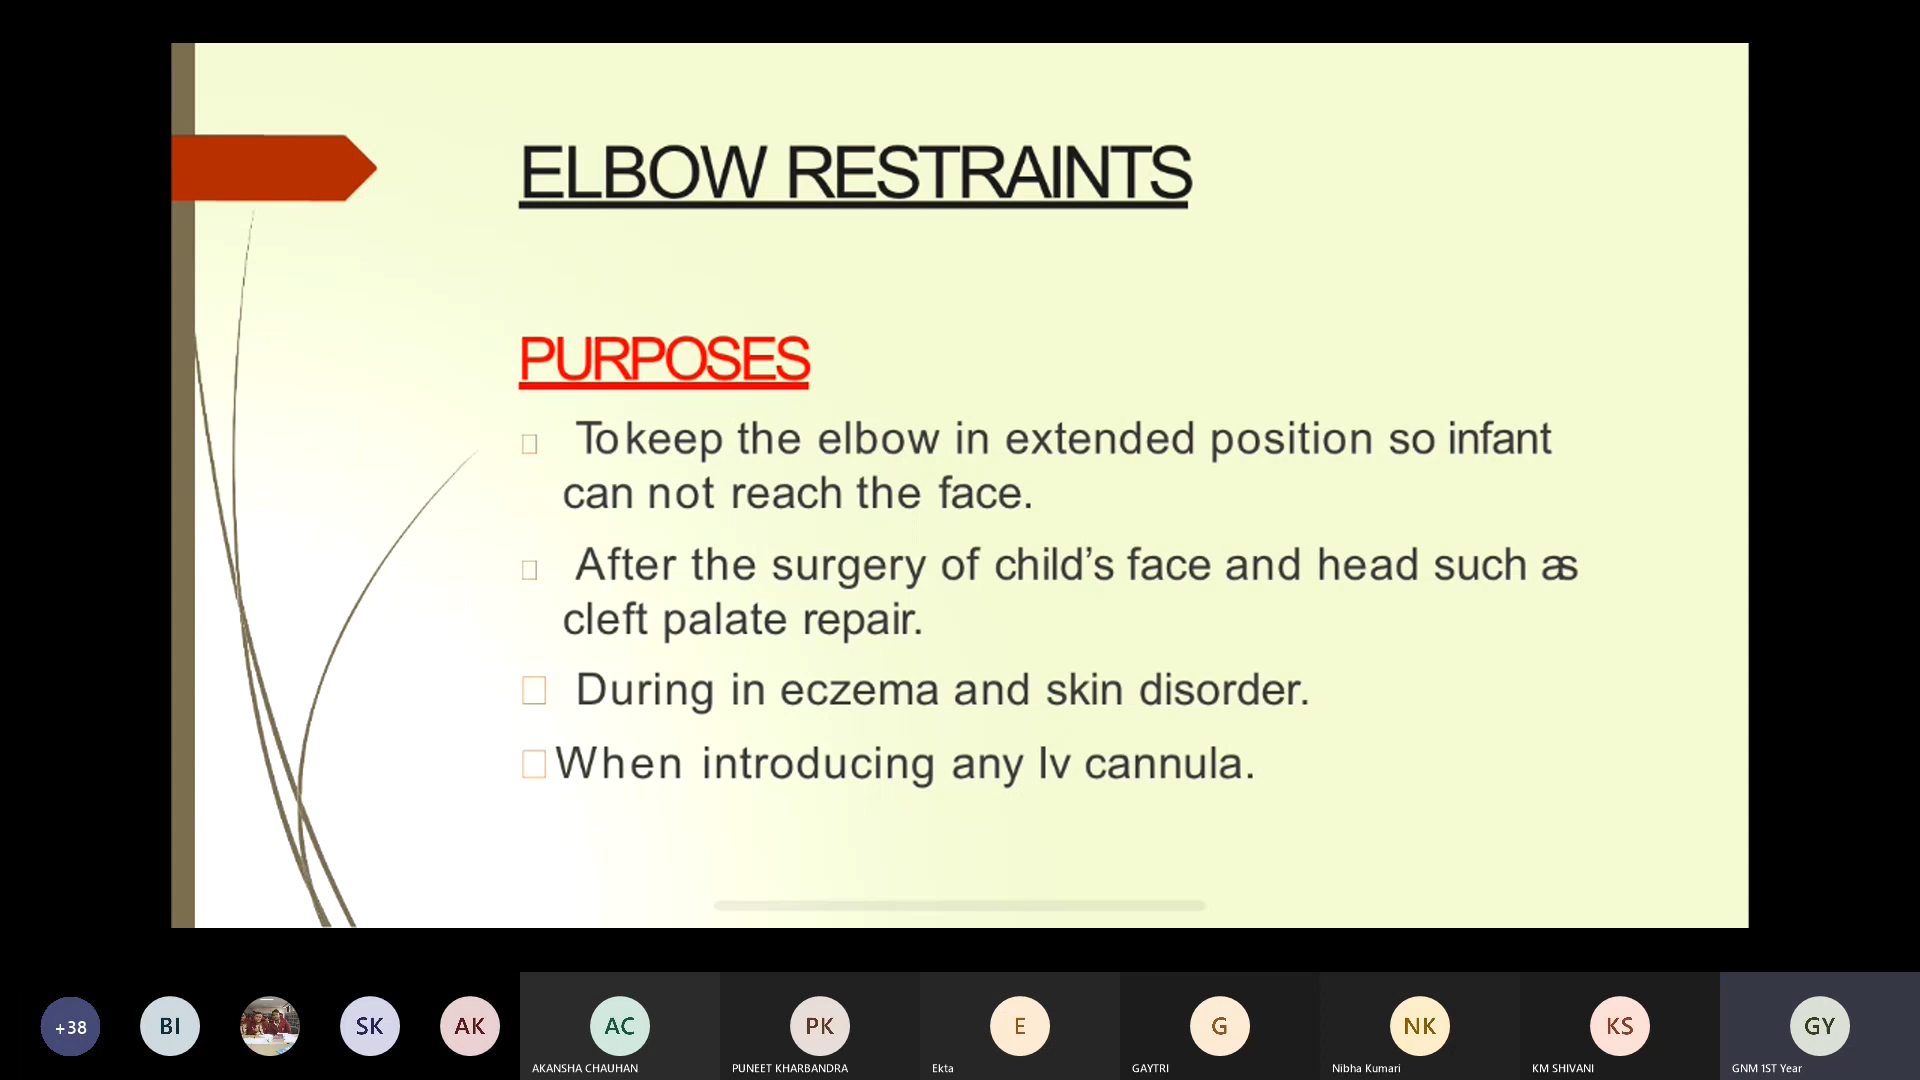 ELBOW RESTRAINTS
PURPOSES
To keep the elbow in extended position so infant
can not reach the face.
After the surgery of child’s face and head such as
cleft palate repair.
During in eczema and skin disorder.
When introducing any Iv cannula.
+38
BI
SK
AK
AC
PK
E
G
NK
KS
GY
AKANSHA CHAUHAN
PUNEET KHARBANDRA
Ekta
GAYTRI
Nibha Kumari
KM SHIVANI
GNM 1ST Year